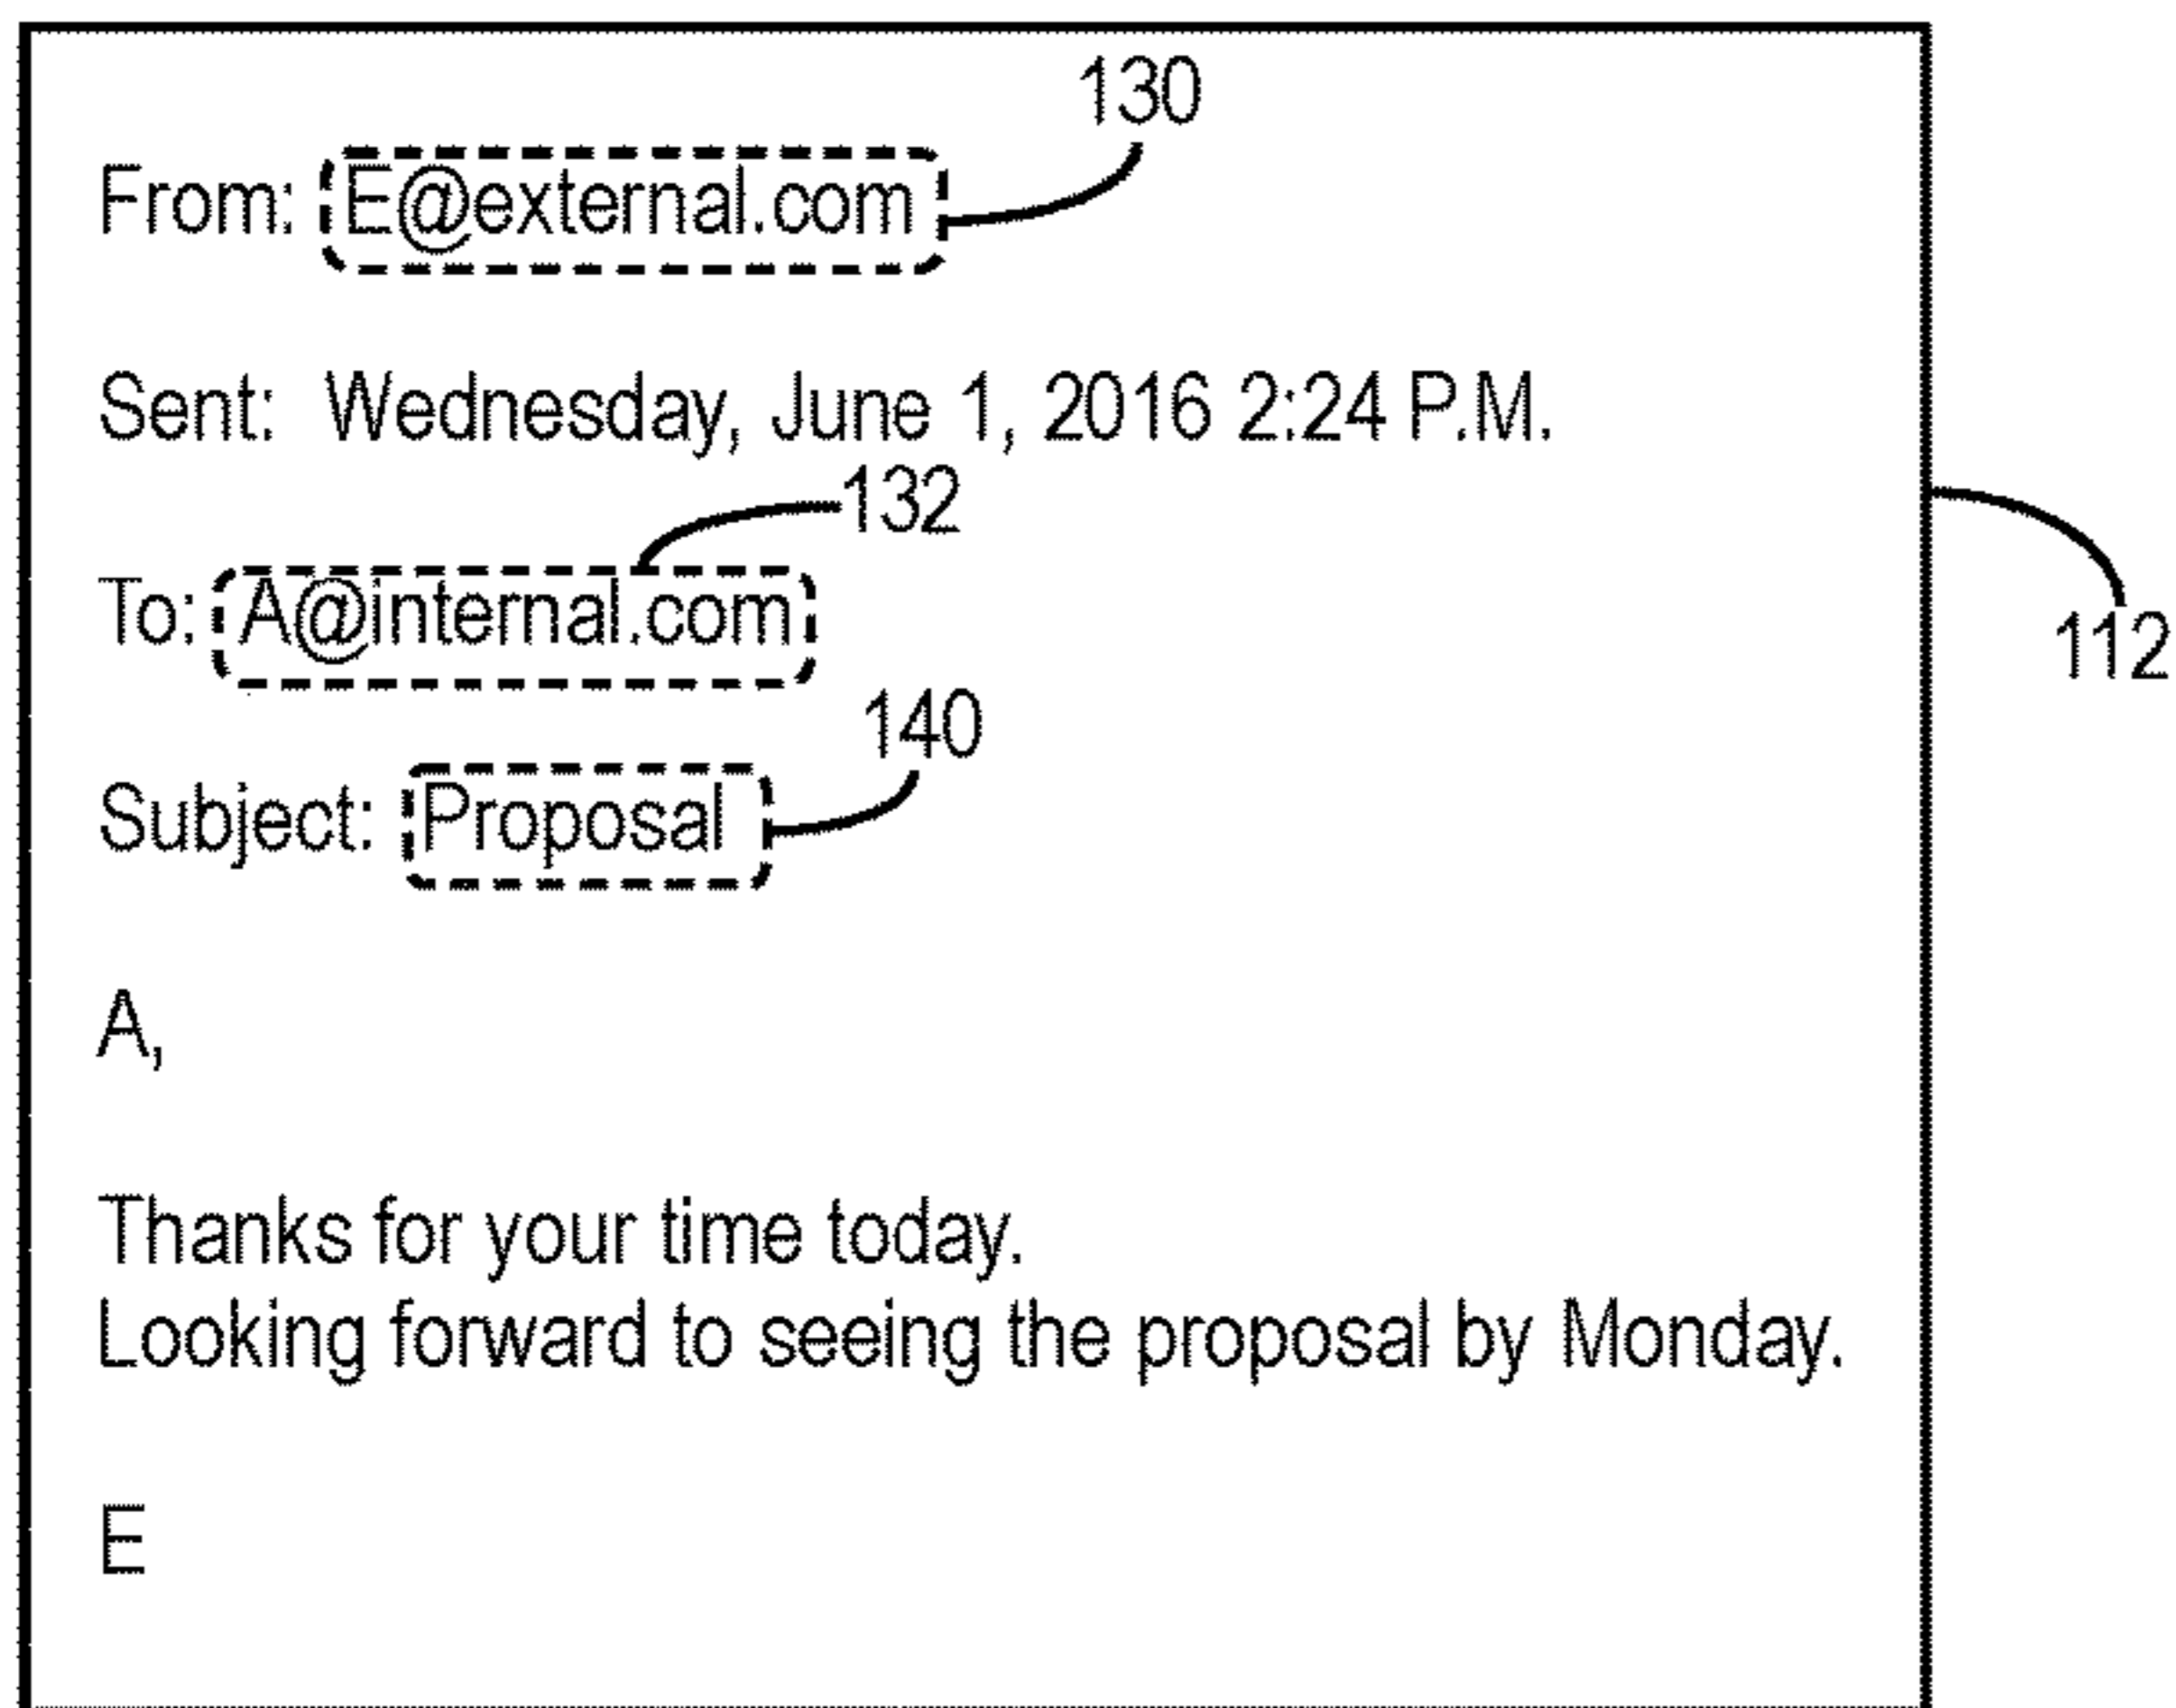 130
From: E@external.com
Sent: Wednesday, June 1, 2016 2:24 P.M.
132
To: A@internal.com
112
140
Subject: Proposal
A,
Thanks for your time today.
Looking forward to seeing the proposal by Monday.
E